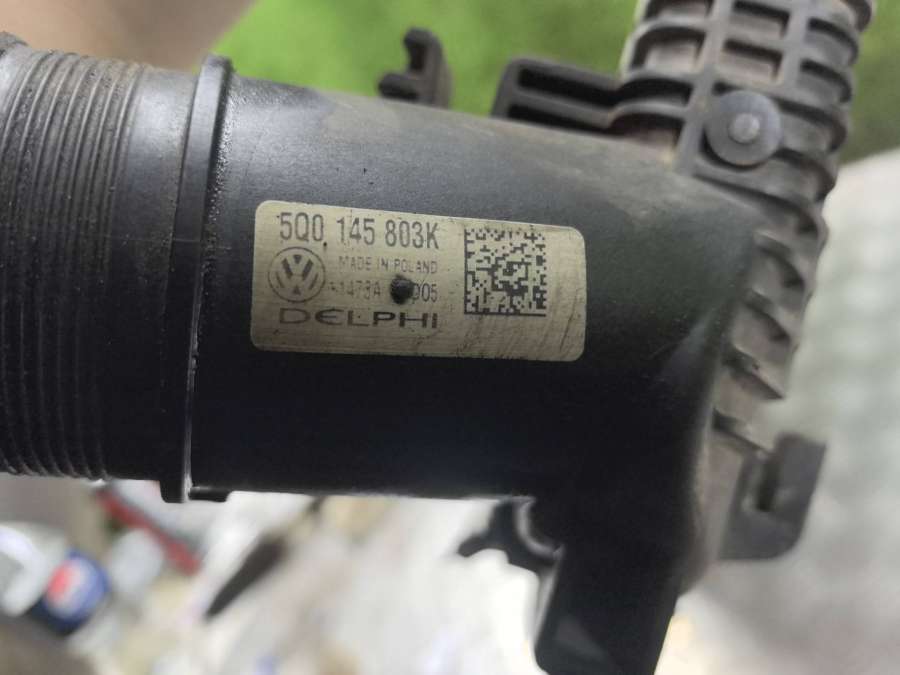 5Q0 145 803K
MADE IN POLAND
DELPHI